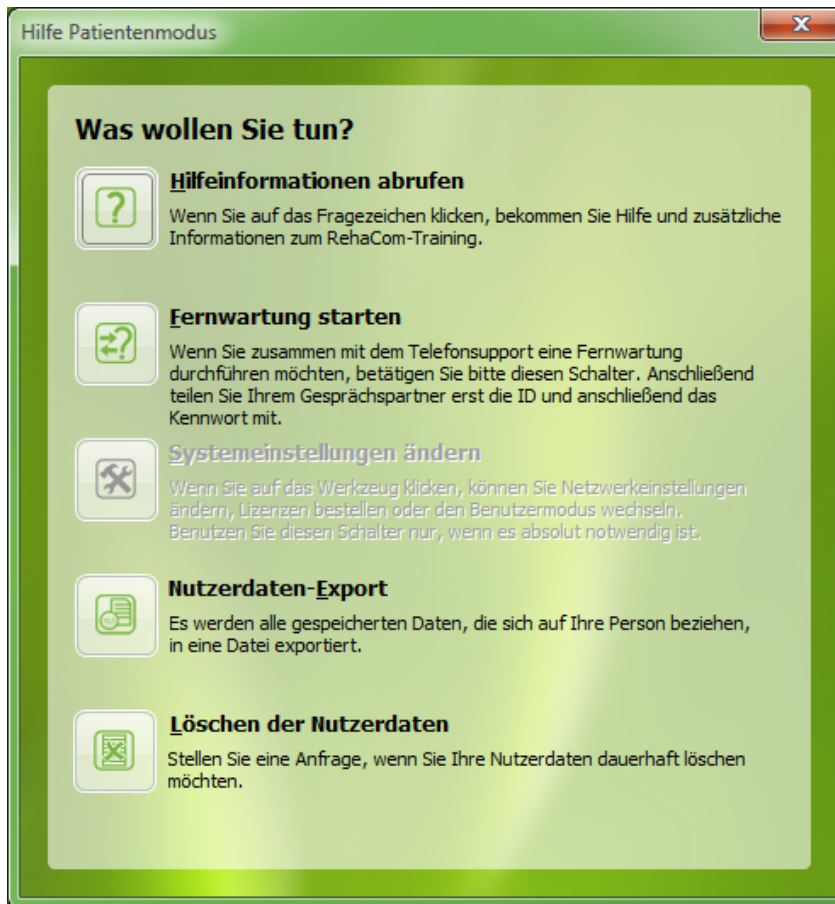 Hilfe Patientenmodus
Was wollen Sie tun?
Hilfeinformationen abrufen
Wenn Sie auf das Fragezeichen klicken, bekommen Sie Hilfe und zusätzliche
Informationen zum RehaCom-Training.
Fernwartung starten
Wenn Sie zusammen mit dem Telefonsupport eine Fernwartung
durchführen möchten, betätigen Sie bitte diesen Schalter. Anschließend
teilen Sie Ihrem Gesprächspartner erst die ID und anschließend das
Kennwort mit.
Systemeinstellungen ändern
Wenn Sie auf das Werkzeug klicken, können Sie Netzwerkeinstellungen
ändern, Lizenzen bestellen oder den Benutzermodus wechseln.
Benutzen Sie diesen Schalter nur, wenn es absolut notwendig ist.
Nutzerdaten-Export
Es werden alle gespeicherten Daten, die sich auf Ihre Person beziehen,
in eine Datei exportiert.
Löschen der Nutzerdaten
Stellen Sie eine Anfrage, wenn Sie Ihre Nutzerdaten dauerhaft löschen
möchten.